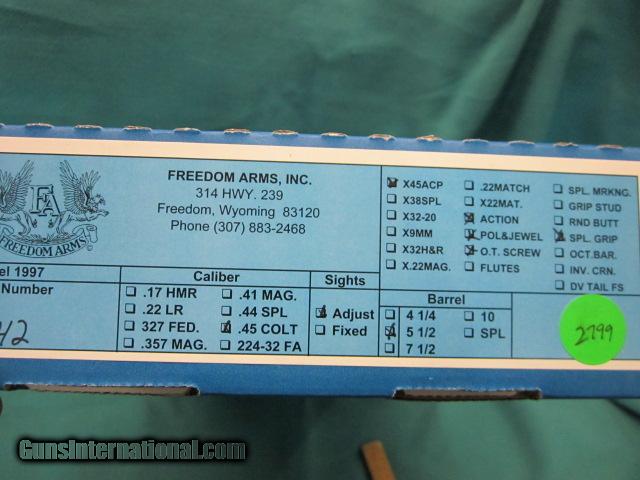 FREEDOM ARMS, INC.
314 HWY. 239
Freedom, Wyoming 83120
Phone (307) 883-2468
FA
FREEDOM ARMS
el 1997
Number
42
Caliber
.17 HMR .41 MAG.
.22 LR .44 SPL
327 FED. .45 COLT
.357 MAG. 224-32 FA
Sights
Adjust
Fixed
X45ACP .22MATCH SPL. MRKNG.
X38SPL X22MAT. GRIP STUD
X32-20 ACTION RND BUTT
X9MM POL&JEWEL SPL. GRIP
X32H&R O.T. SCREW OCT.BAR.
X.22MAG. FLUTES INV. CRN.
DV TAIL FS
Barrel
4 1/4 10
5 1/2 SPL
7 1/2
2799
GunsInternational.com